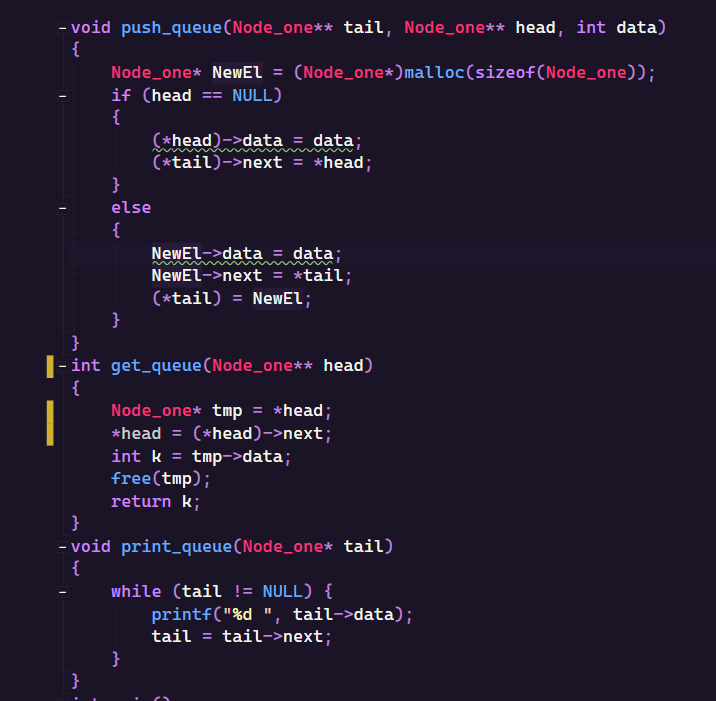 void push_queue(Node_one** tail, Node_one** head, int data)
{
    Node_one* NewEl = (Node_one*)malloc(sizeof(Node_one));
    if (head == NULL)
    {
        (*head)->data = data;
        (*tail)->next = *head;
    }
    else
    {
        NewEl->data = data;
        NewEl->next = *tail;
        (*tail) = NewEl;
    }
}
int get_queue(Node_one** head)
{
    Node_one* tmp = *head;
    *head = (*head)->next;
    int k = tmp->data;
    free(tmp);
    return k;
}
void print_queue(Node_one* tail)
{
    while (tail != NULL) {
        printf("%d ", tail->data);
        tail = tail->next;
    }
}